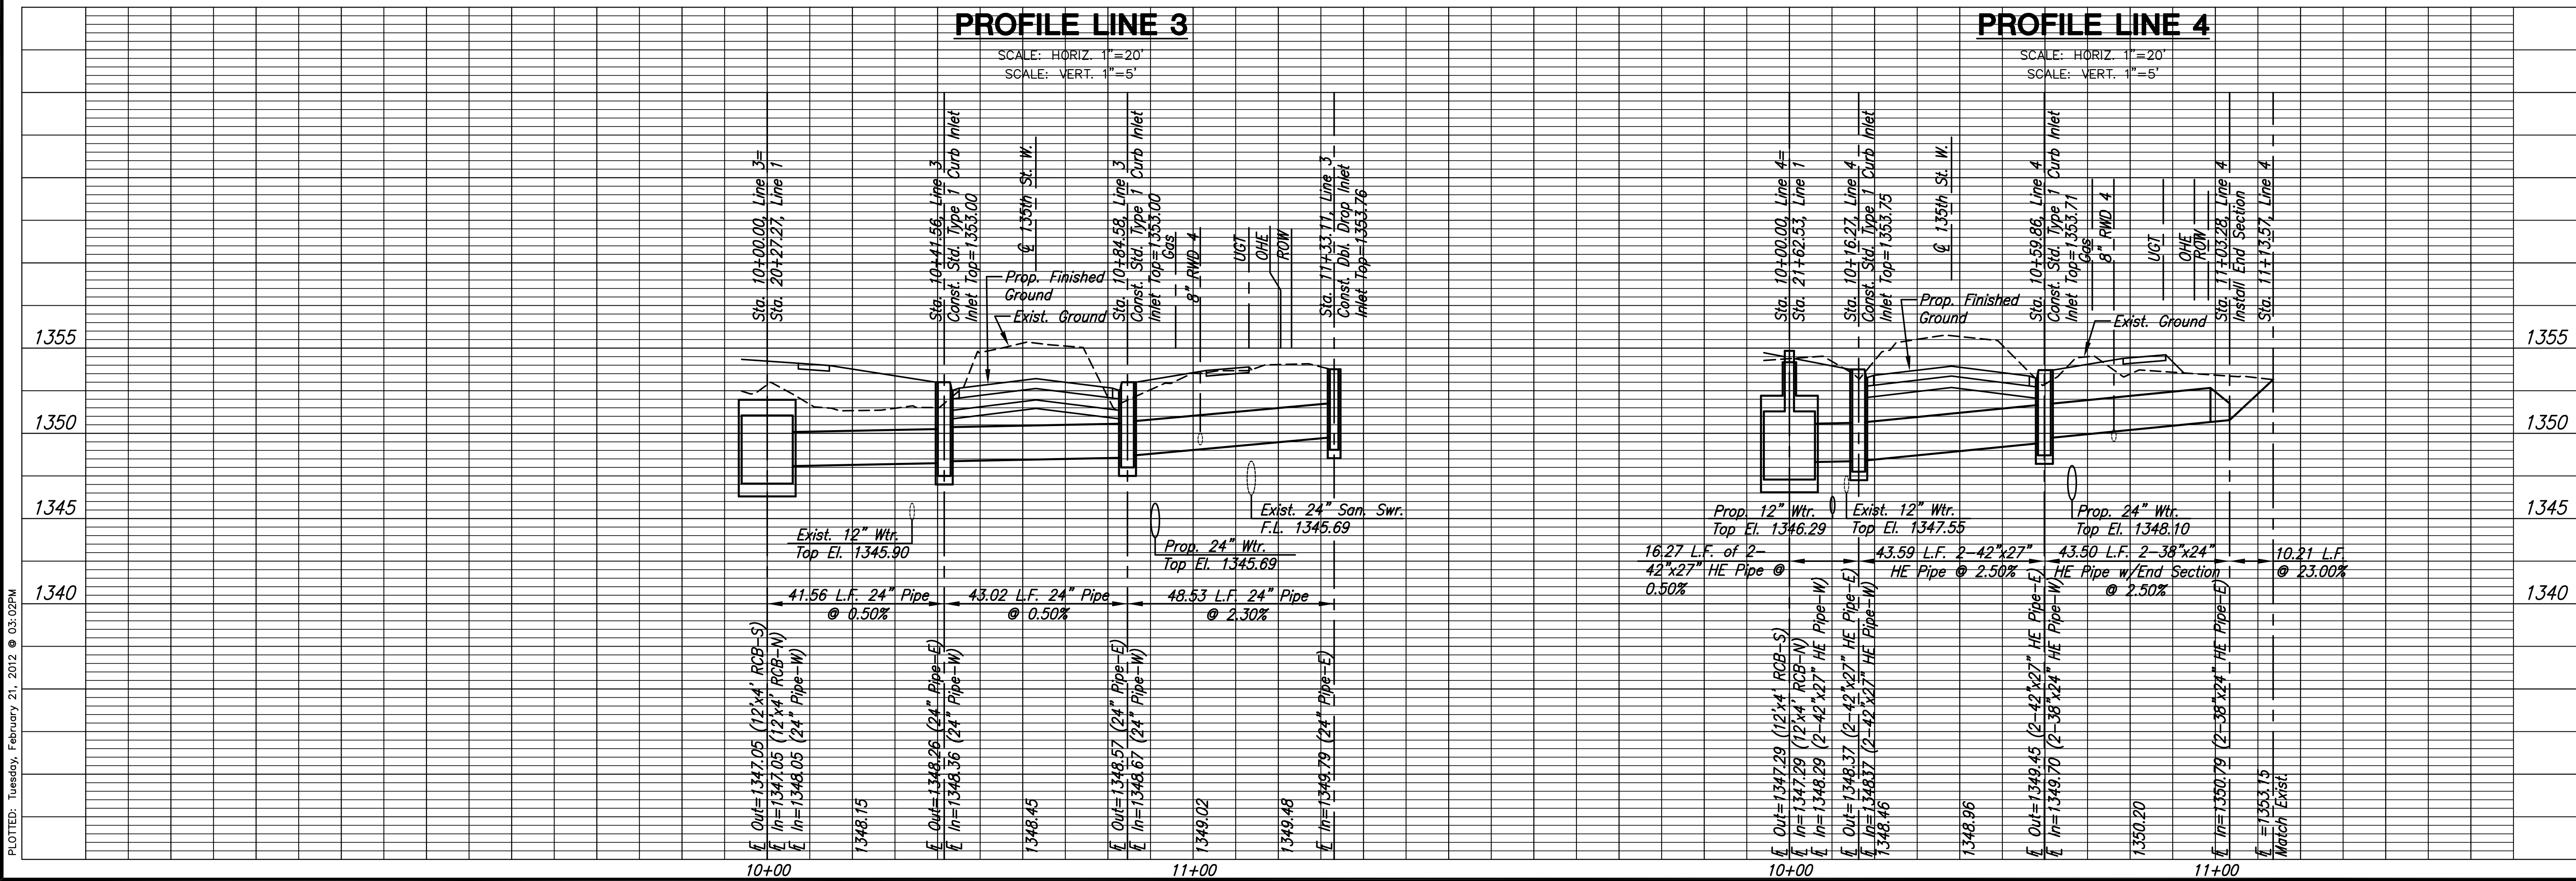 PROFILE LINE 3
SCALE: HORIZ. 1"=20'
SCALE: VERT. 1"=5'
Sta. 10+00.00, Line 3=
Sta. 20+27.27, Line 1
Sta. 10+41.56, Line 3
Const. Std. Type 1 Curb Inlet
Inlet Top=1353.00
℄ 135th St. W.
Sta. 10+84.58, Line 3
Const. Std. Type 1 Curb Inlet
Inlet Top=1353.00
Gas
8" RWD 4
UGT
OHE
ROW
Sta. 11+33.11, Line 3
Const. Dbl. Drop Inlet
Inlet Top=1353.76
Prop. Finished
Ground
Exist. Ground
1355
1350
1345
1340
Exist. 12" Wtr.
Top El. 1345.90
Exist. 24" San. Swr.
F.L. 1345.69
Prop. 24" Wtr.
Top El. 1345.69
41.56 L.F. 24" Pipe
@ 0.50%
43.02 L.F. 24" Pipe
@ 0.50%
48.53 L.F. 24" Pipe
@ 2.30%
FL Out=1347.05 (12'x4' RCB-S)
FL In=1347.05 (12'x4' RCB-N)
FL In=1348.05 (24" Pipe-W)
1348.15
FL Out=1348.26 (24" Pipe-E)
FL In=1348.36 (24" Pipe-W)
1348.45
FL Out=1348.57 (24" Pipe-E)
FL In=1348.67 (24" Pipe-W)
1349.02
1349.48
FL In=1349.79 (24" Pipe-E)
10+00
11+00
PROFILE LINE 4
SCALE: HORIZ. 1"=20'
SCALE: VERT. 1"=5'
Sta. 10+00.00, Line 4=
Sta. 21+62.53, Line 1
Sta. 10+16.27, Line 4
Const. Std. Type 1 Curb Inlet
Inlet Top=1353.75
℄ 135th St. W.
Sta. 10+59.86, Line 4
Const. Std. Type 1 Curb Inlet
Inlet Top=1353.71
Gas
8" RWD 4
UGT
OHE
ROW
Sta. 11+03.28, Line 4
Install End Section
Sta. 11+13.57, Line 4
Prop. Finished
Ground
Exist. Ground
1355
1350
1345
1340
Prop. 12" Wtr.
Top El. 1346.29
Exist. 12" Wtr.
Top El. 1347.55
Prop. 24" Wtr.
Top El. 1348.10
16.27 L.F. of 2-
42"x27" HE Pipe @
0.50%
43.59 L.F. 2-42"x27"
HE Pipe @ 2.50%
43.50 L.F. 2-38"x24"
HE Pipe w/End Section
@ 2.50%
10.21 L.F.
@ 23.00%
FL Out=1347.29 (12'x4' RCB-S)
FL In=1347.29 (12'x4' RCB-N)
FL In=1348.29 (2-42"x27" HE Pipe-W)
FL Out=1348.37 (2-42"x27" HE Pipe-E)
FL In=1348.37 (2-42"x27" HE Pipe-W)
1348.46
1348.96
FL Out=1349.45 (2-42"x27" HE Pipe-E)
FL In=1349.70 (2-38"x24" HE Pipe-W)
1350.20
FL In=1350.79 (2-38"x24" HE Pipe-E)
FL =1353.15
Match Exist.
10+00
11+00
PLOTTED: Tuesday, February 21, 2012 @ 03:02PM